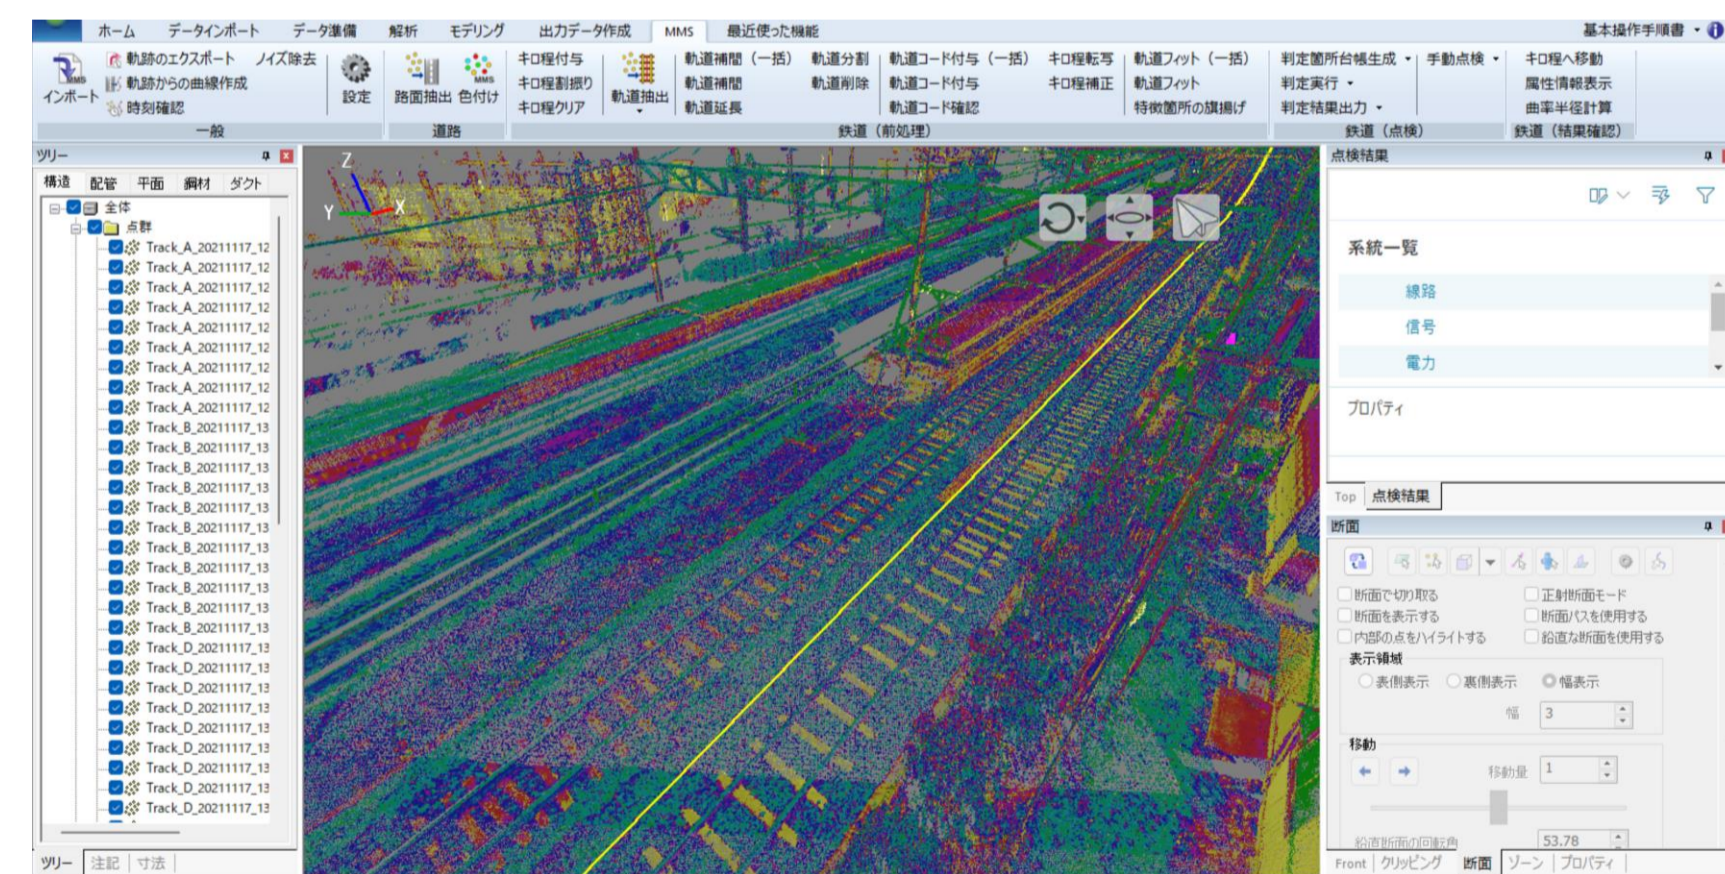 ホーム データインポート データ準備 解析 モデリング 出力データ作成 MMS 最近使った機能 基本操作手順書
インポート
軌跡のエクスポート ノイズ除去
軌跡からの曲線作成
時刻確認
一般
設定
路面抽出 色付け
道路
キロ程付与
キロ程割振り
キロ程クリア
軌道抽出
軌道補間（一括） 軌道分割
軌道補間 軌道削除
軌道延長
軌道コード付与（一括） キロ程転写
軌道コード付与 キロ程補正
軌道コード確認
軌道フィット（一括）
軌道フィット
特徴箇所の旗揚げ
鉄道（前処理）
判定箇所台帳生成 手動点検
判定実行
判定結果出力
鉄道（点検）
キロ程へ移動
属性情報表示
曲率半径計算
鉄道（結果確認）
ツリー
構造 配管 平面 鋼材 ダクト
全体
点群
Track_A_20211117_12
Track_A_20211117_12
Track_A_20211117_12
Track_A_20211117_12
Track_A_20211117_12
Track_A_20211117_12
Track_A_20211117_12
Track_A_20211117_12
Track_A_20211117_12
Track_B_20211117_13
Track_B_20211117_13
Track_B_20211117_13
Track_B_20211117_13
Track_B_20211117_13
Track_B_20211117_13
Track_B_20211117_13
Track_B_20211117_13
Track_B_20211117_13
Track_B_20211117_13
Track_B_20211117_13
Track_D_20211117_13
Track_D_20211117_13
Track_D_20211117_13
Track_D_20211117_13
Track_D_20211117_13
Track_D_20211117_13
Track_D_20211117_13
Track_D_20211117_13
ツリー 注記 寸法
Z
Y X
点検結果
系統一覧
線路
信号
電力
プロパティ
Top 点検結果
断面
断面で切り取る 正射断面モード
断面を表示する 断面パスを使用する
内部の点をハイライトする 鉛直な断面を使用する
表示領域
表側表示 裏側表示 幅表示
幅 3
移動
移動量 1
鉛直断面の回転角 53.78
Front クリッピング 断面 ゾーン プロパティ